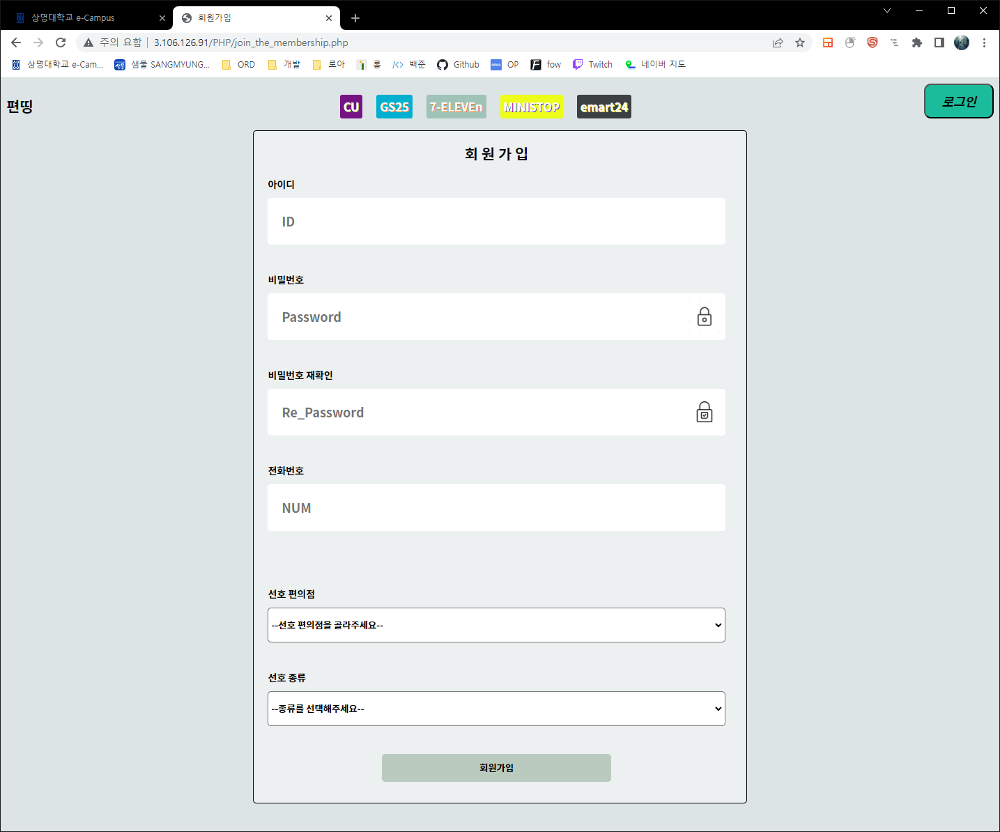 상명대학교 e-Campus
회원가입
주의 요함 | 3.106.126.91/PHP/join_the_membership.php
상명대학교 e-Cam... 샘물 SANGMYUNG... ORD 개발 로아 롤 백준 Github OP fow Twitch 네이버 지도
편띵 CU GS25 7-ELEVEn MINISTOP emart24 로그인
회 원 가 입
아이디
ID
비밀번호
Password
비밀번호 재확인
Re_Password
전화번호
NUM
선호 편의점
--선호 편의점을 골라주세요--
선호 종류
--종류를 선택해주세요--
회원가입